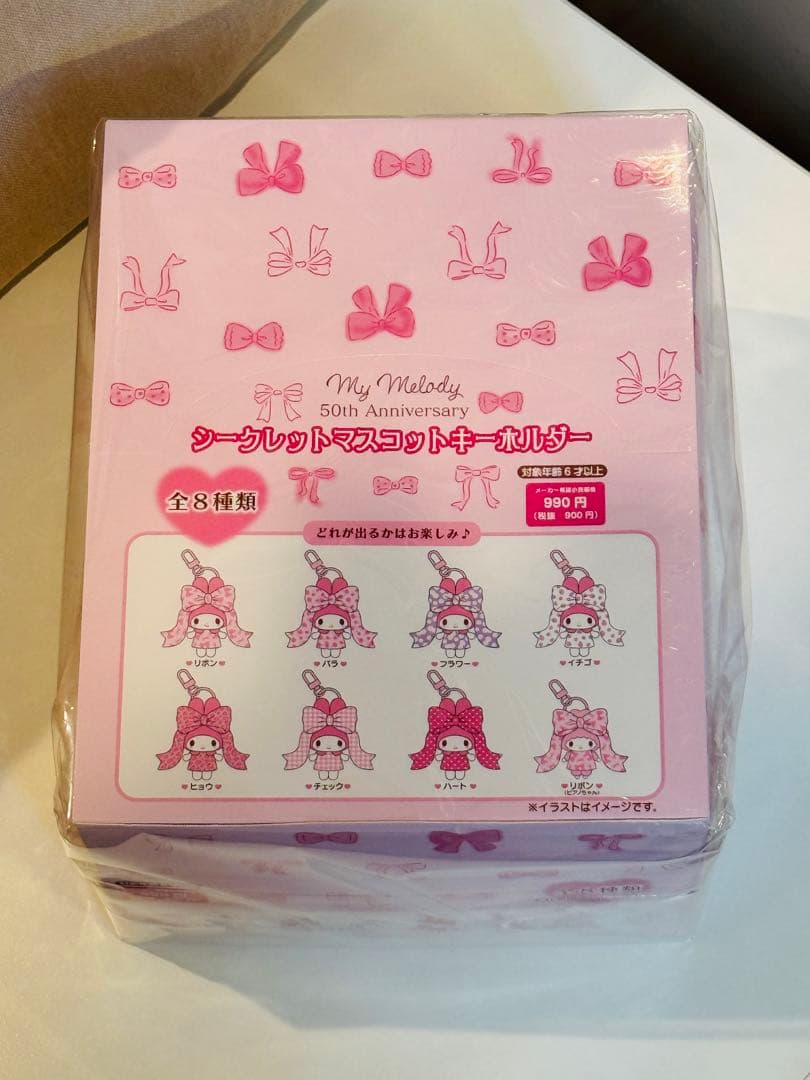 My Melody
50th Anniversary
シークレットマスコットキーホルダー
全8種類
対象年齢6才以上
メーカー希望小売価格
990円
(税抜 900円)
どれが出るかはお楽しみ♪
リボン
バラ
フラワー
イチゴ
ヒョウ
チェック
ハート
リボン
(ピアノちゃん)
※イラストはイメージです。